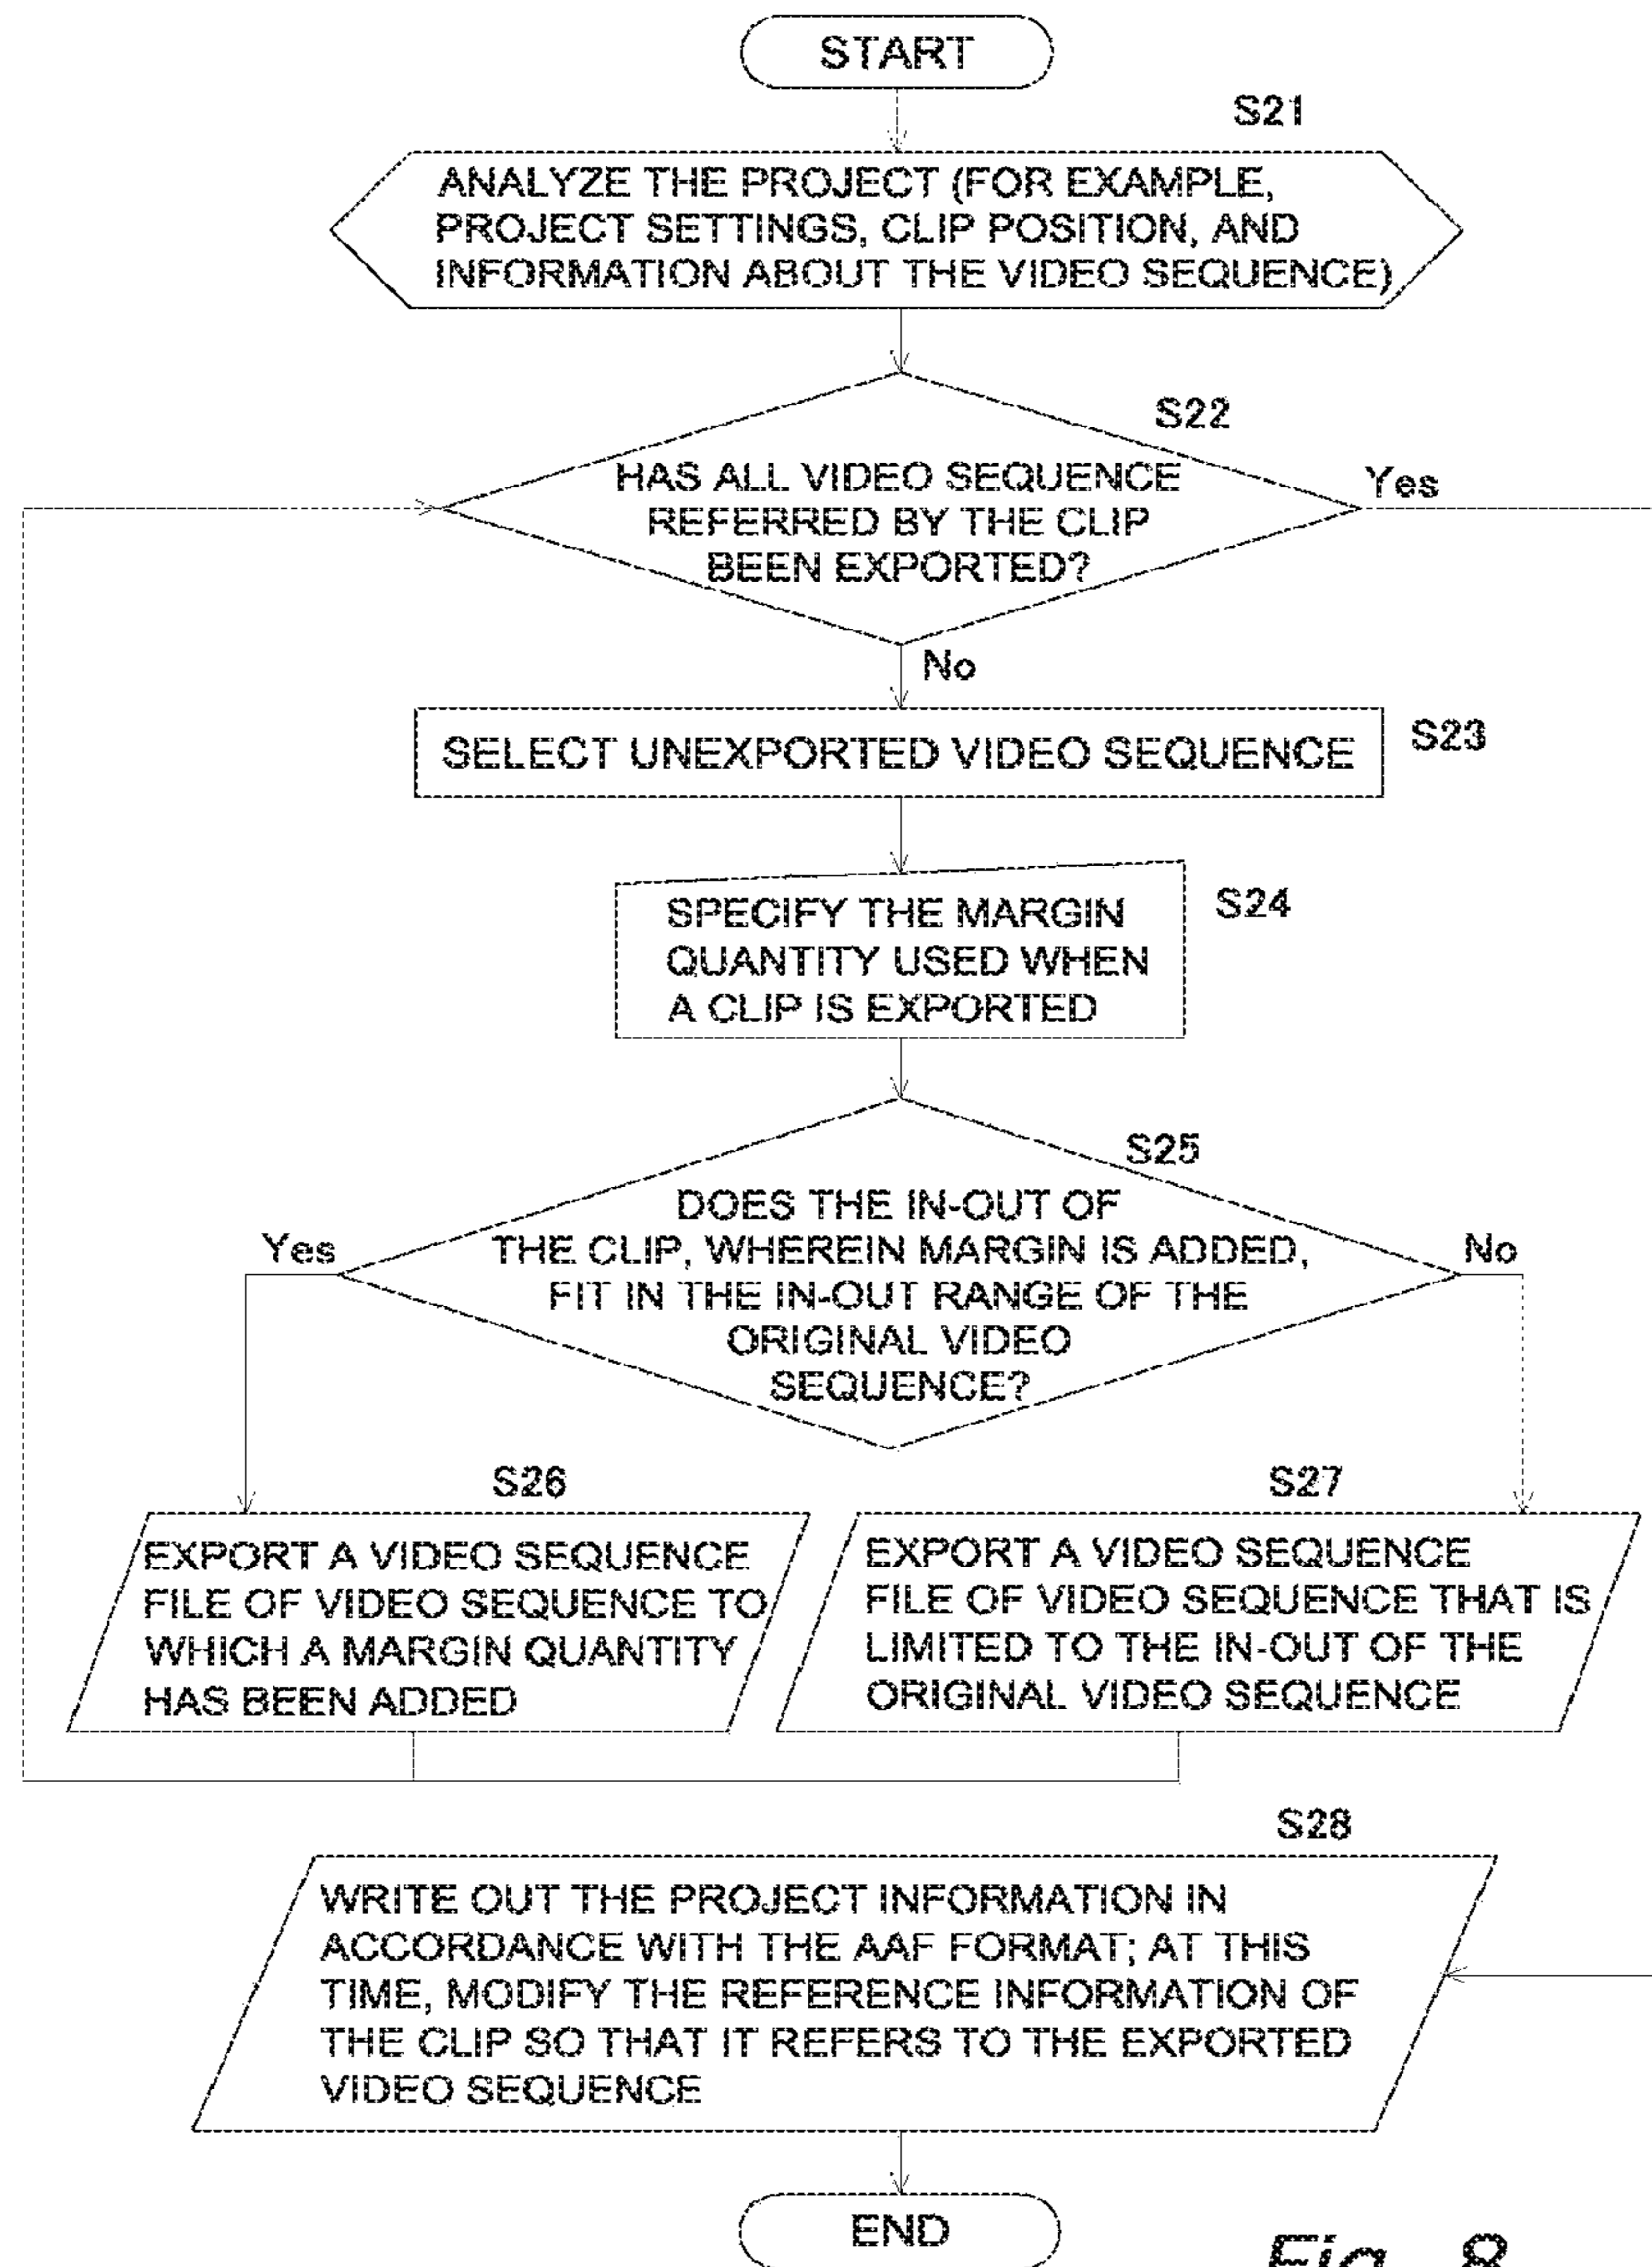 START
S21
ANALYZE THE PROJECT (FOR EXAMPLE,
PROJECT SETTINGS, CLIP POSITION, AND
INFORMATION ABOUT THE VIDEO SEQUENCE)
S22
HAS ALL VIDEO SEQUENCE
REFERRED BY THE CLIP
BEEN EXPORTED?
Yes
No
SELECT UNEXPORTED VIDEO SEQUENCE
S23
SPECIFY THE MARGIN
QUANTITY USED WHEN
A CLIP IS EXPORTED
S24
S25
DOES THE IN-OUT OF
THE CLIP, WHEREIN MARGIN IS ADDED,
FIT IN THE IN-OUT RANGE OF THE
ORIGINAL VIDEO
SEQUENCE?
Yes
No
S26
EXPORT A VIDEO SEQUENCE
FILE OF VIDEO SEQUENCE TO
WHICH A MARGIN QUANTITY
HAS BEEN ADDED
S27
EXPORT A VIDEO SEQUENCE
FILE OF VIDEO SEQUENCE THAT IS
LIMITED TO THE IN-OUT OF THE
ORIGINAL VIDEO SEQUENCE
S28
WRITE OUT THE PROJECT INFORMATION IN
ACCORDANCE WITH THE AAF FORMAT; AT THIS
TIME, MODIFY THE REFERENCE INFORMATION OF
THE CLIP SO THAT IT REFERS TO THE EXPORTED
VIDEO SEQUENCE
END
Fig. 8